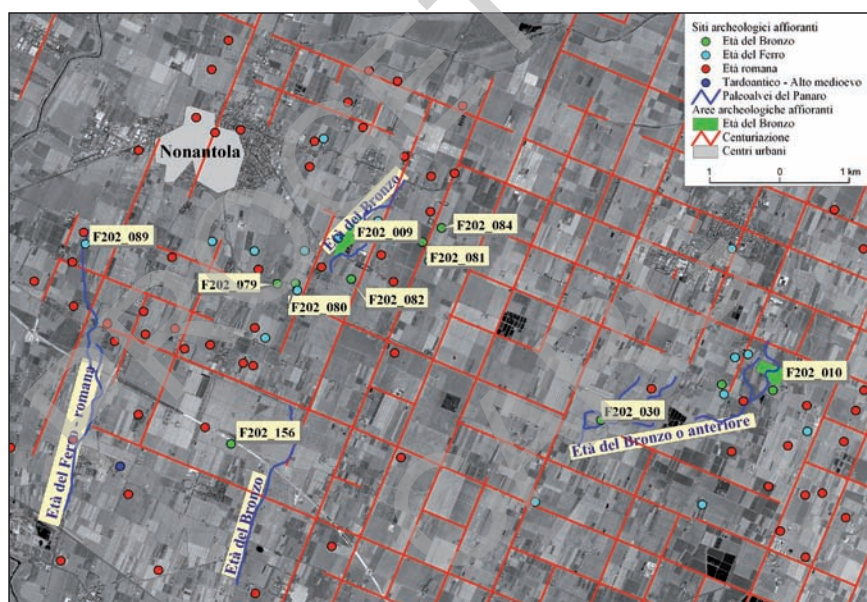 Siti archeologici affioranti
Età del Bronzo
Età del Ferro
Età romana
Tardoantico - Alto medioevo
Paleoalvei del Panaro
Aree archeologiche affioranti
Età del Bronzo
Centuriazione
Centri urbani
1 0 1 km
Nonantola
Età del Bronzo
F202_009
F202_084
F202_089
F202_081
F202_079
F202_082
F202_080
F202_010
F202_030
F202_156
Età del Bronzo o anteriore
Età del Ferro - romana
Età del Bronzo